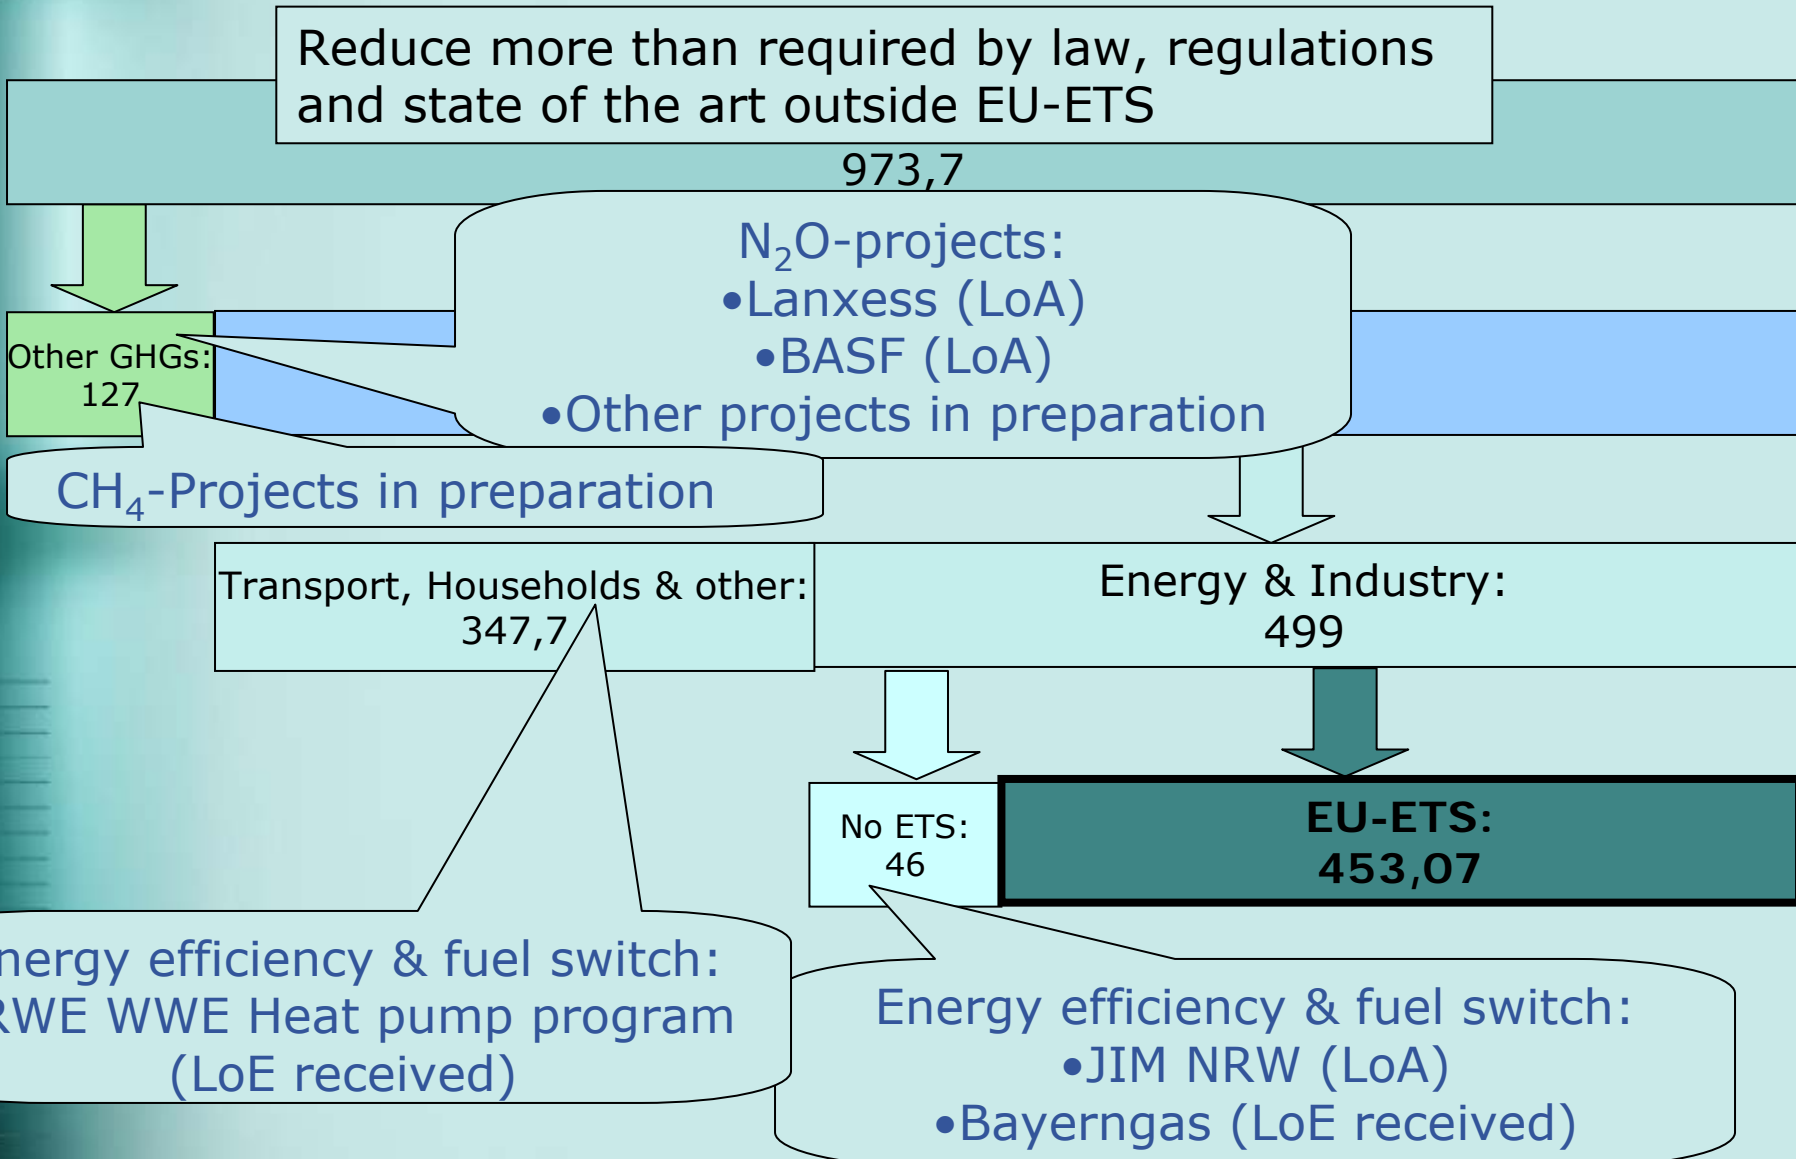 Reduce more than required by law, regulations
and state of the art outside EU-ETS
973,7
N₂O-projects:
•Lanxess (LoA)
•BASF (LoA)
•Other projects in preparation
Other GHGs:
127
CH₄-Projects in preparation
Transport, Households & other:
347,7
Energy & Industry:
499
No ETS:
46
EU-ETS:
453,07
nergy efficiency & fuel switch:
RWE WWE Heat pump program
(LoE received)
Energy efficiency & fuel switch:
•JIM NRW (LoA)
•Bayerngas (LoE received)